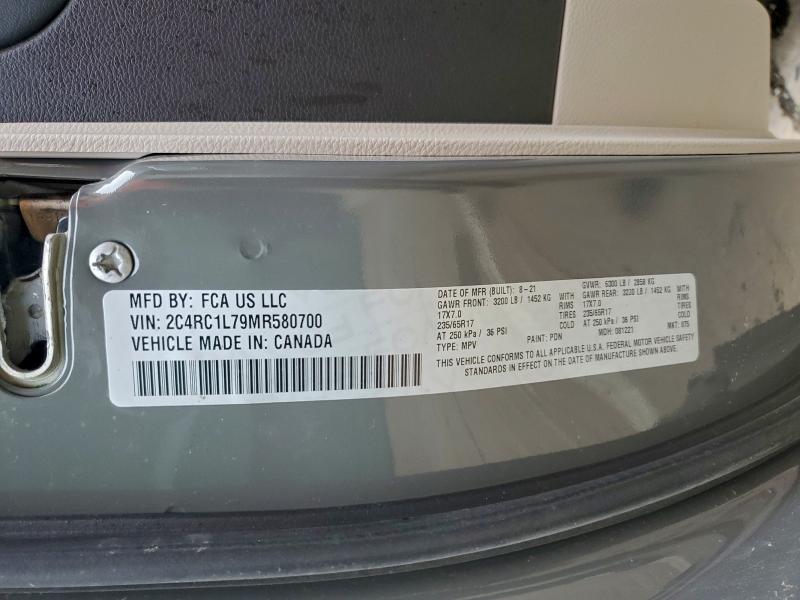 MFD BY: FCA US LLC
VIN: 2C4RC1L79MR580700
VEHICLE MADE IN: CANADA
DATE OF MFR (BUILT): 8-21 GVWR: 6300 LB / 2858 KG
GAWR FRONT: 3200 LB / 1452 KG WITH GAWR REAR: 3200 LB / 1452 KG WITH
17X7.0 RIMS 17X7.0 RIMS
235/65R17 TIRES 235/65R17 TIRES
AT 250 kPa / 36 PSI COLD AT 250 kPa / 36 PSI COLD
TYPE: MPV PAINT: PDN MDH: 081221 MKT: 075
THIS VEHICLE CONFORMS TO ALL APPLICABLE U.S.A. FEDERAL MOTOR VEHICLE SAFETY
STANDARDS IN EFFECT ON THE DATE OF MANUFACTURE SHOWN ABOVE.